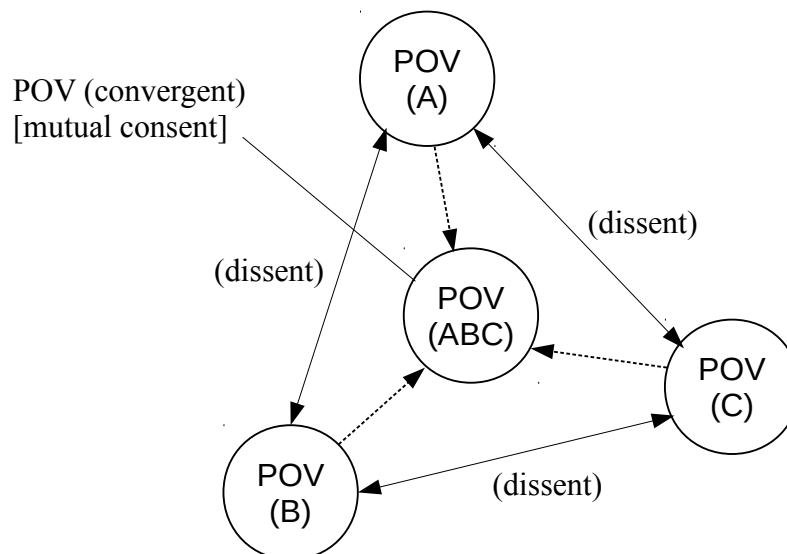 POV
(A)
POV (convergent)
[mutual consent]
(dissent)
(dissent)
POV
(ABC)
POV
(C)
POV
(B)
(dissent)